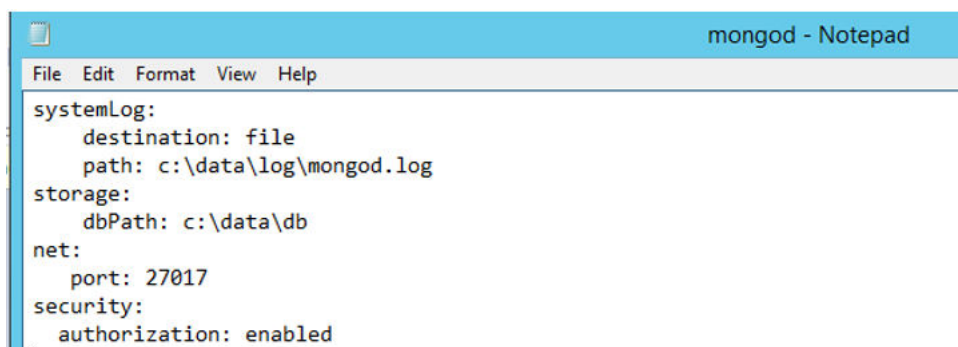 mongod - Notepad
File Edit Format View Help
systemLog:
    destination: file
    path: c:\data\log\mongod.log
storage:
    dbPath: c:\data\db
net:
   port: 27017
security:
  authorization: enabled